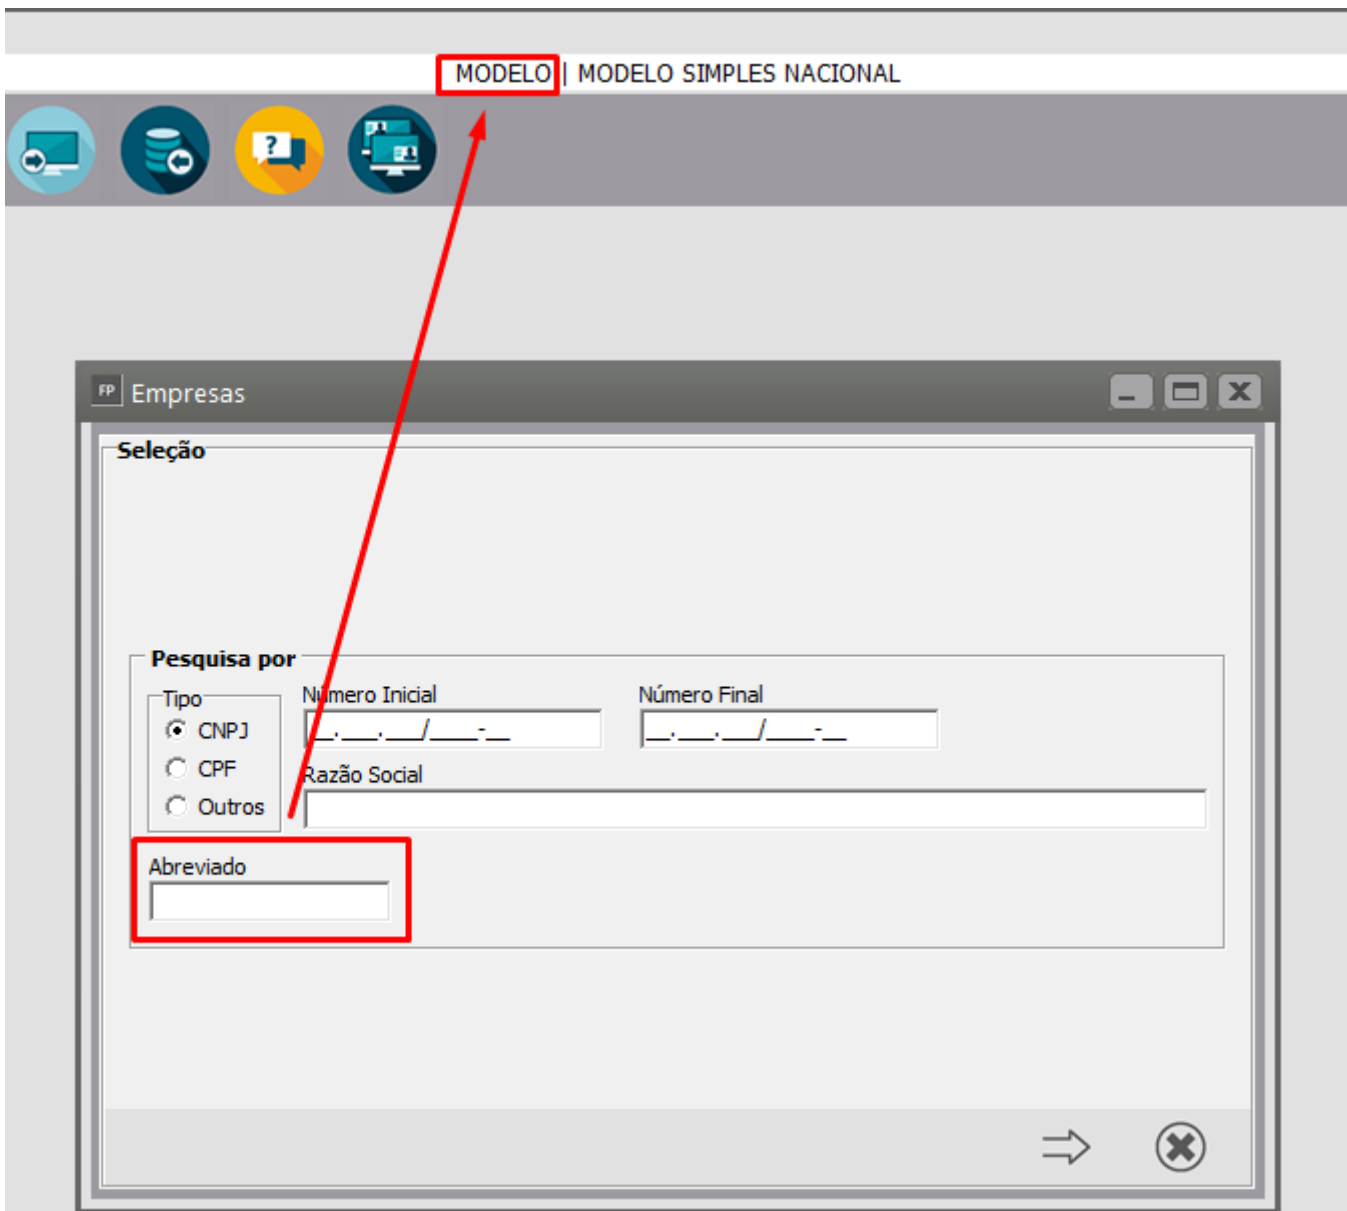 MODELO | MODELO SIMPLES NACIONAL
?
FP Empresas
Seleção
Pesquisa por
Tipo
Número Inicial
Número Final
CNPJ
__.___.___/____-__
__.___.___/____-__
CPF
Razão Social
Outros
Abreviado